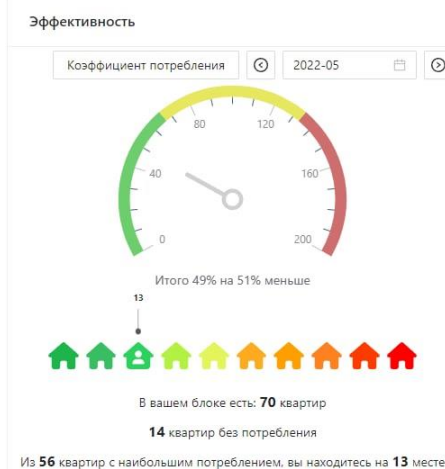 Эффективность
Коэффициент потребления
2022-05
80
120
40
160
0
200
Итого 49% на 51% меньше
13
В вашем блоке есть: 70 квартир
14 квартир без потребления
Из 56 квартир с наибольшим потреблением, вы находитесь на 13 месте